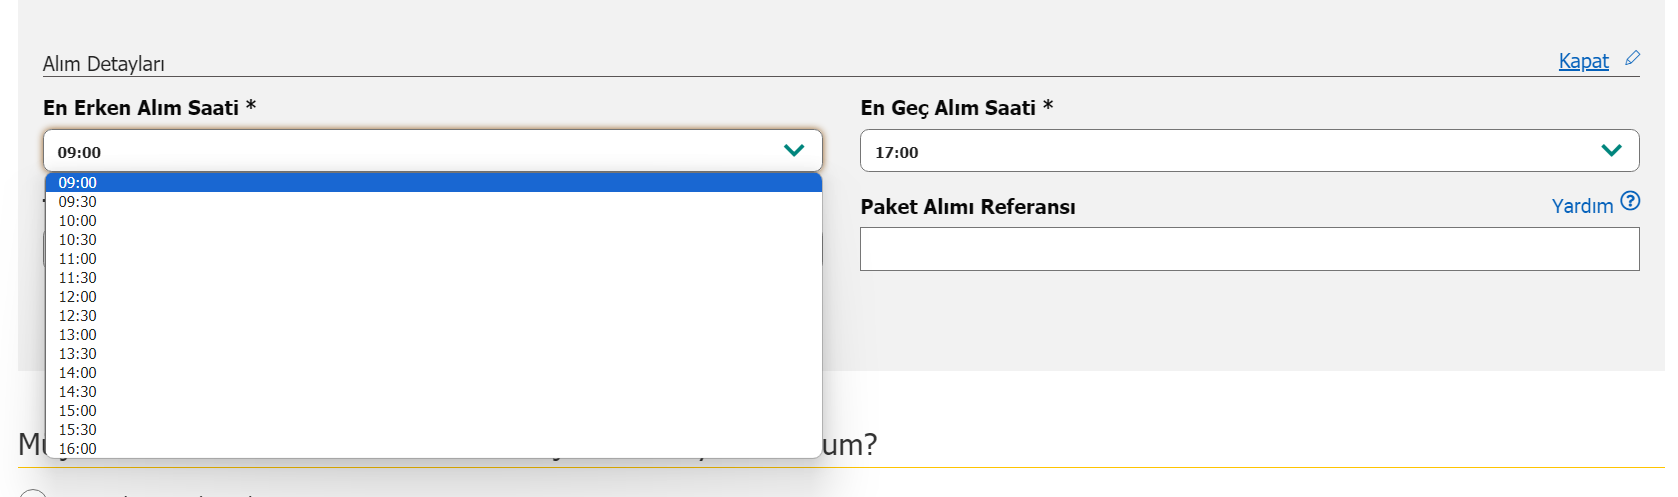 Alım Detayları
Kapat
En Erken Alım Saati *
En Geç Alım Saati *
09:00
17:00
09:00
09:30
10:00
10:30
11:00
11:30
12:00
12:30
13:00
13:30
14:00
14:30
15:00
15:30
16:00
Paket Alımı Referansı
Yardım ?
um?